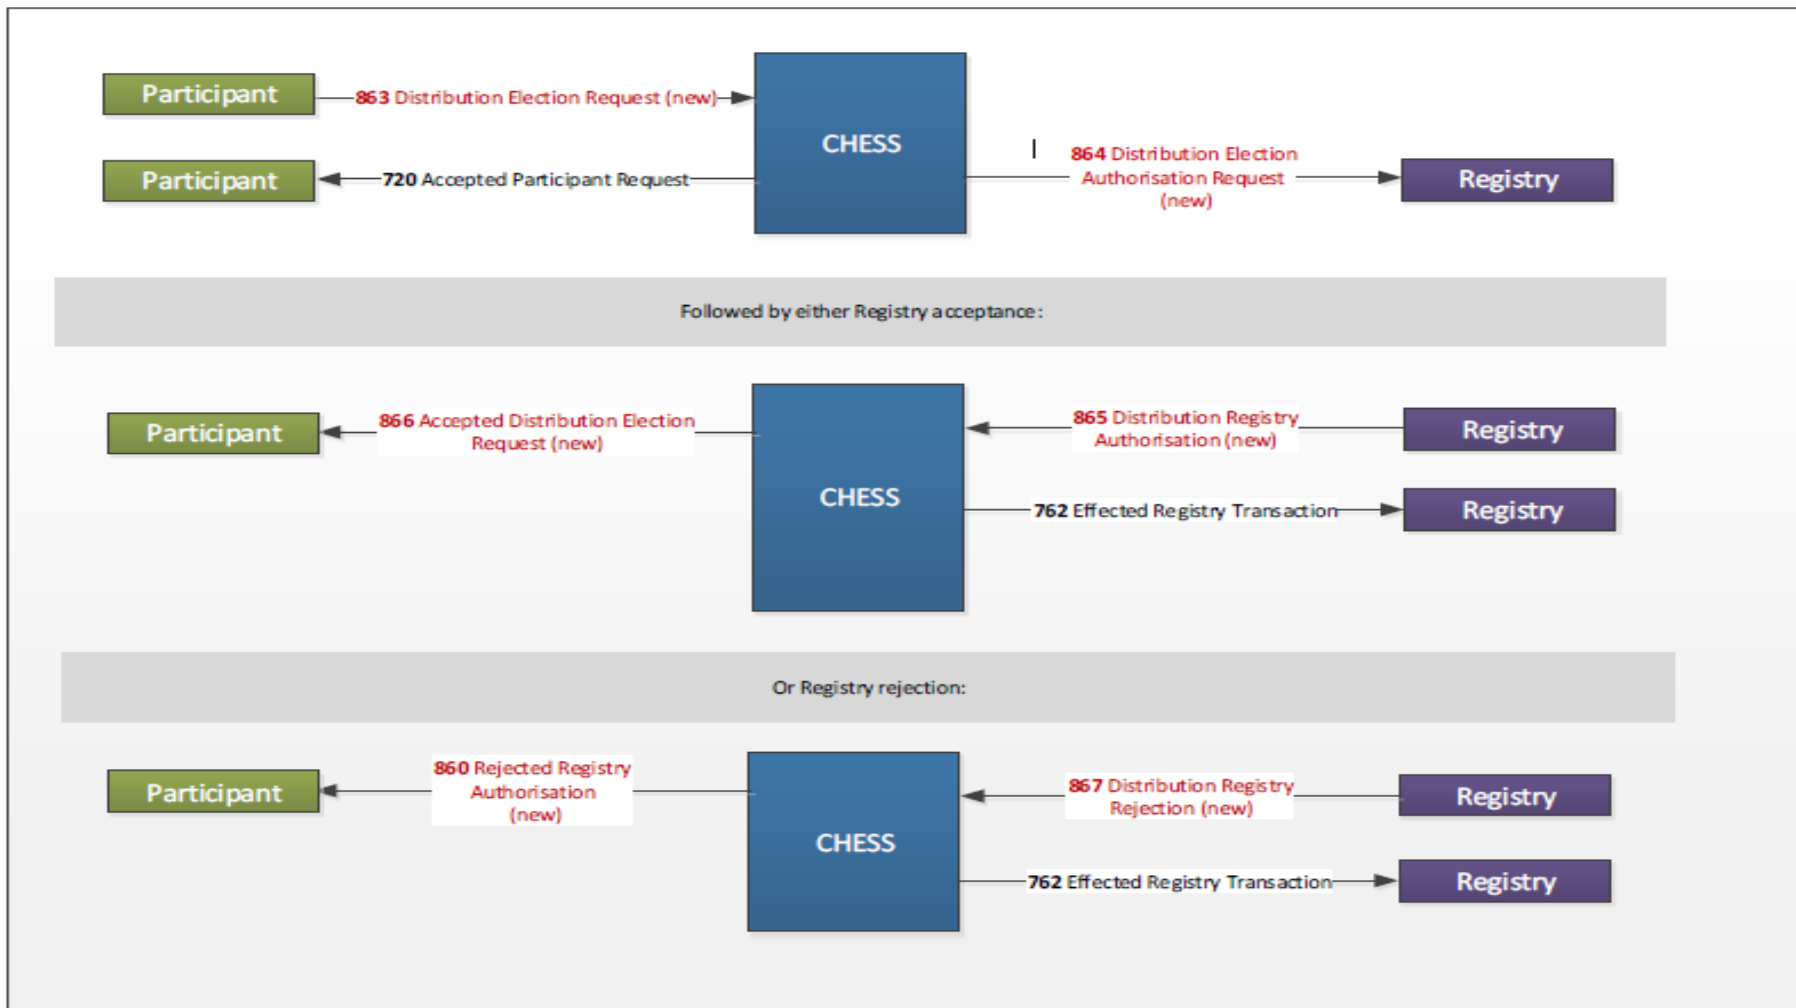 Participant
863 Distribution Election Request (new)
CHESS
Participant
720 Accepted Participant Request
864 Distribution Election
Authorisation Request
(new)
Registry
Followed by either Registry acceptance:
Participant
866 Accepted Distribution Election
Request (new)
CHESS
865 Distribution Registry
Authorisation (new)
Registry
762 Effected Registry Transaction
Registry
Or Registry rejection:
Participant
860 Rejected Registry
Authorisation
(new)
CHESS
867 Distribution Registry
Rejection (new)
Registry
762 Effected Registry Transaction
Registry